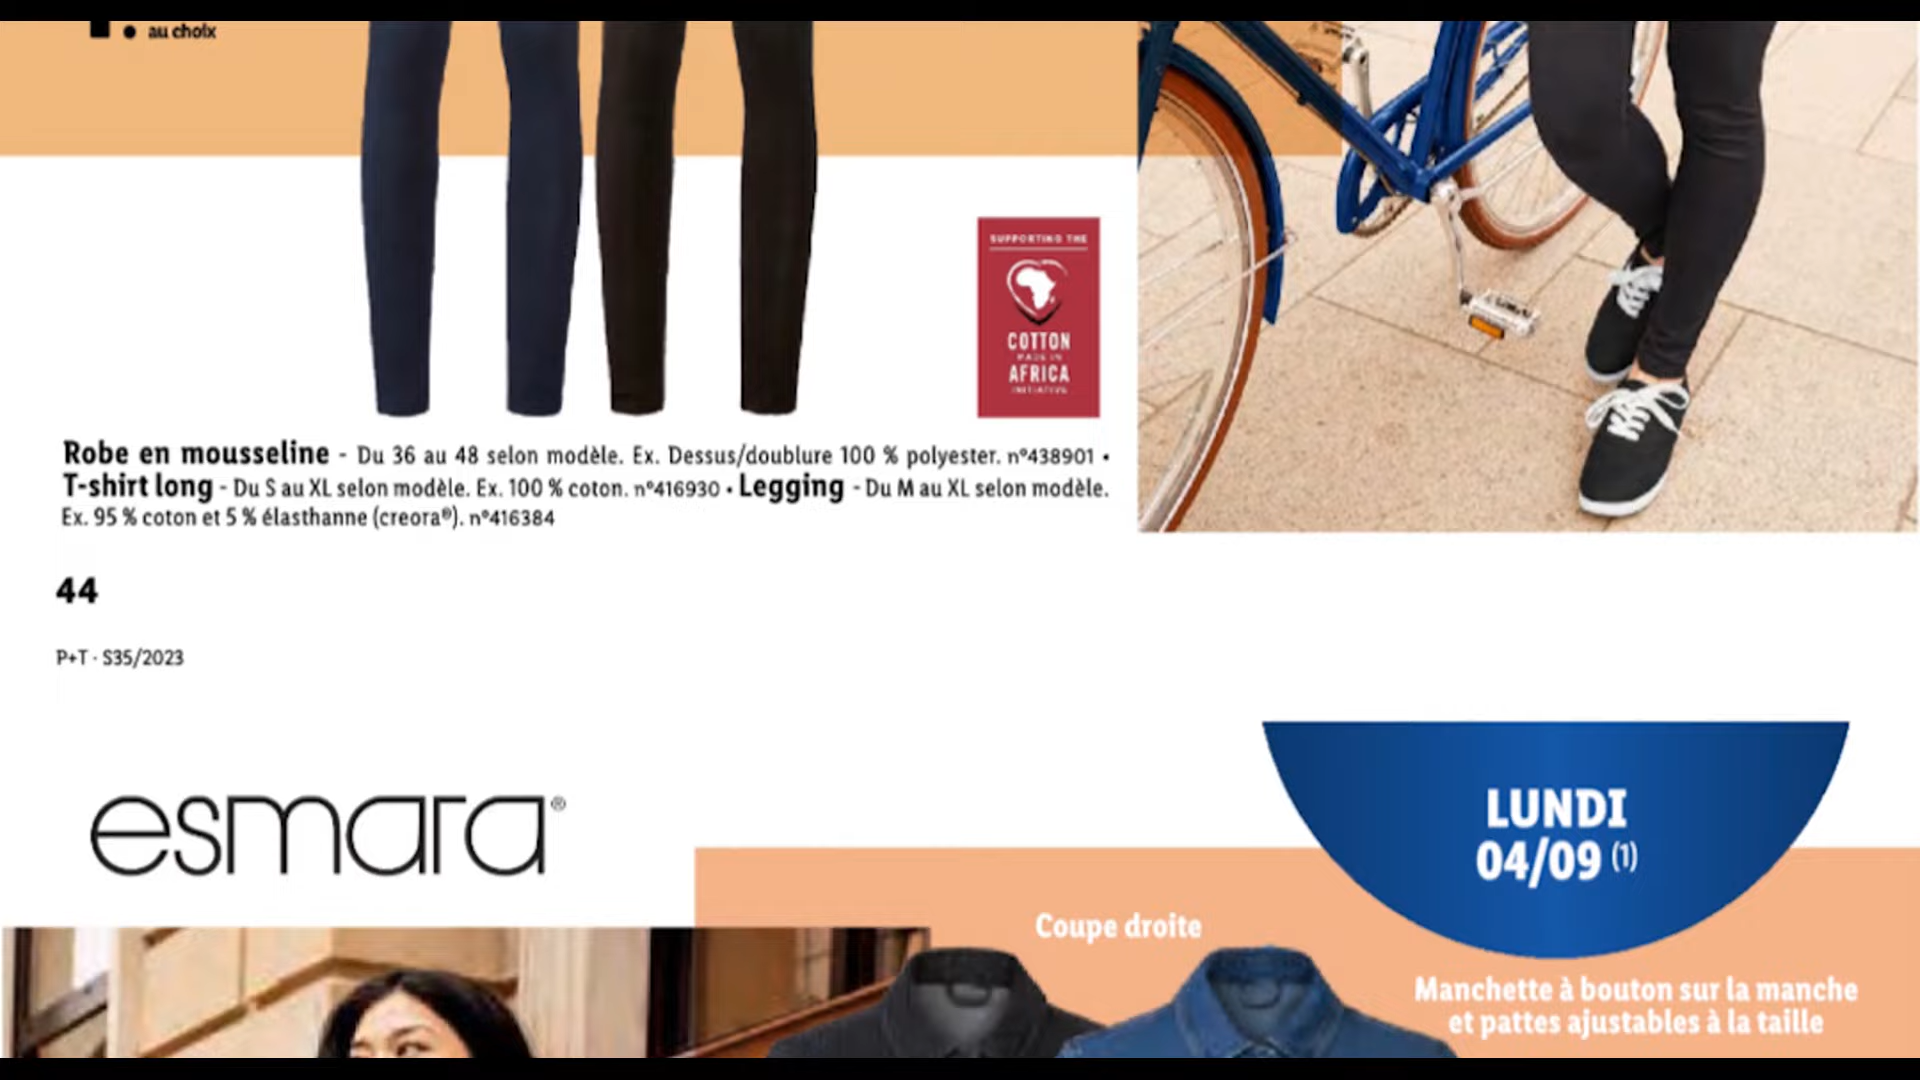 au choix
SUPPORTING THE
COTTON
MADE IN
AFRICA
INITIATIVE
Robe en mousseline - Du 36 au 48 selon modèle. Ex. Dessus/doublure 100 % polyester. n°438901 •
T-shirt long - Du S au XL selon modèle. Ex. 100 % coton. n°416930 • Legging - Du M au XL selon modèle.
Ex. 95 % coton et 5 % élasthanne (creora®). n°416384
44
P+T · S35/2023
LUNDI
04/09 (1)
esmara®
Coupe droite
Manchette à bouton sur la manche
et pattes ajustables à la taille